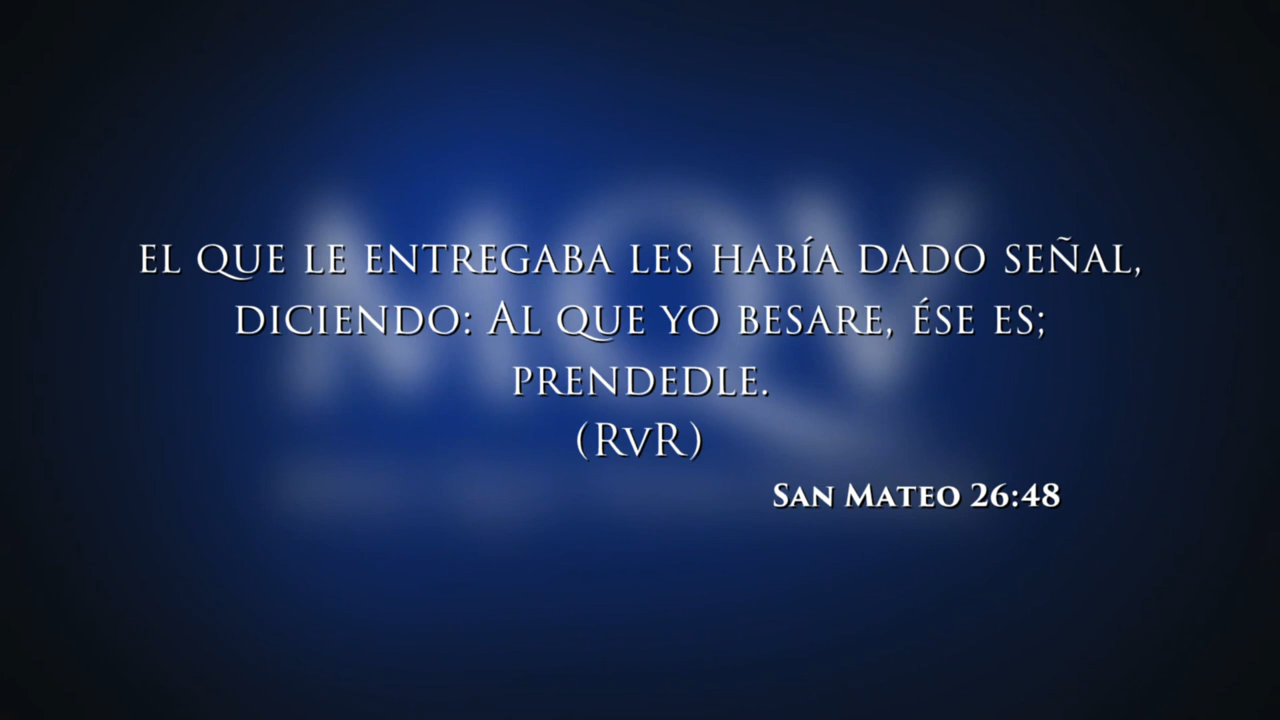 EL QUE LE ENTREGABA LES HABÍA DADO SEÑAL,
DICIENDO: AL QUE YO BESARE, ÉSE ES;
PRENDEDLE.
(RVR)
SAN MATEO 26:48
MQV